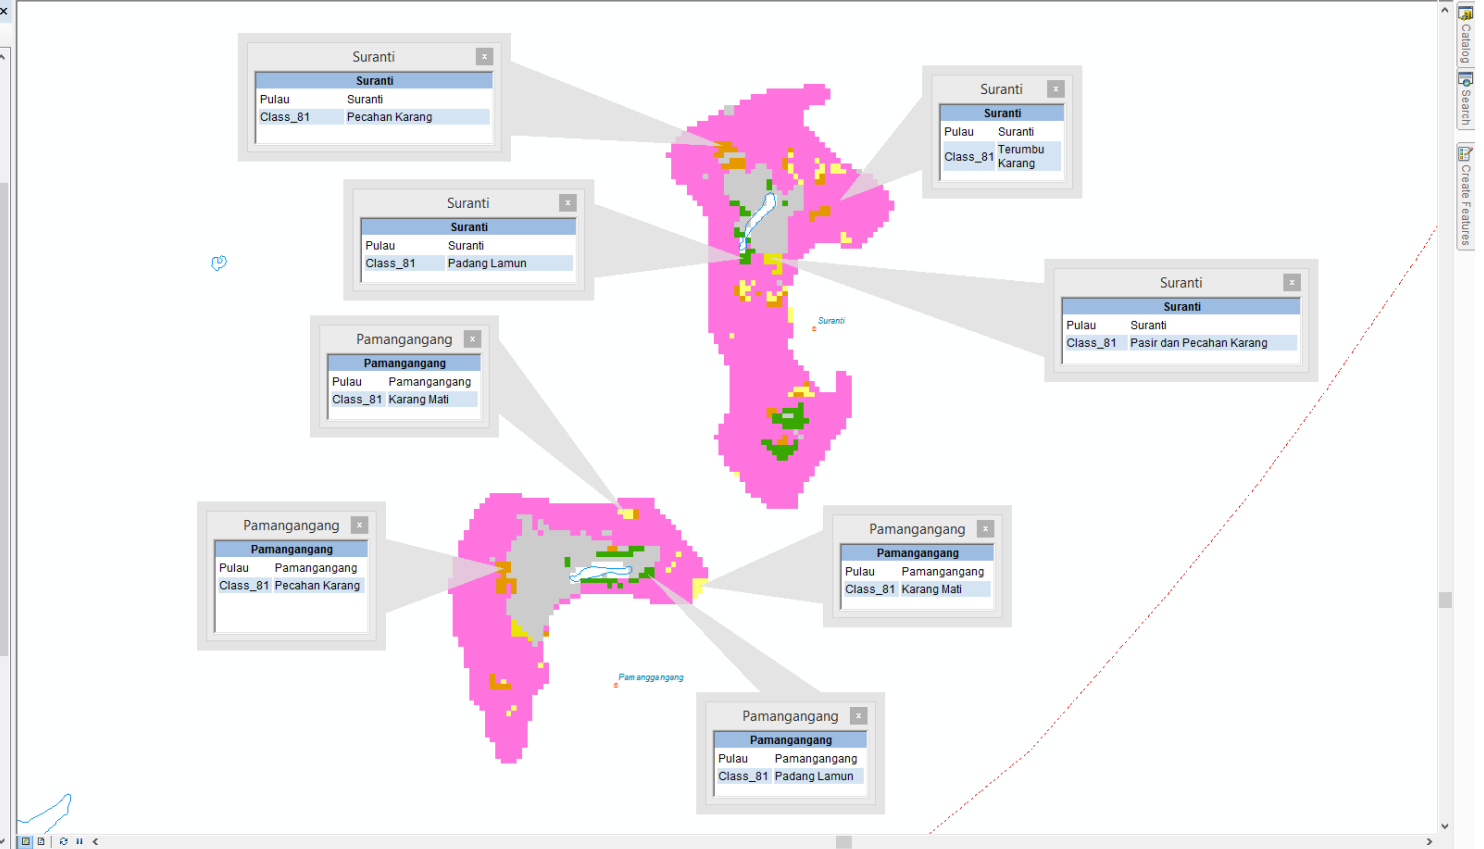 Suranti
Suranti
Pulau Suranti
Class_81 Pecahan Karang
Suranti
Suranti
Pulau Suranti
Class_81 Terumbu
Karang
Suranti
Suranti
Pulau Suranti
Class_81 Padang Lamun
Suranti
Suranti
Pulau Suranti
Class_81 Pasir dan Pecahan Karang
Suranti
Pamangangang
Pamangangang
Pulau Pamangangang
Class_81 Karang Mati
Pamangangang
Pamangangang
Pulau Pamangangang
Class_81 Pecahan Karang
Pamangangang
Pamangangang
Pulau Pamangangang
Class_81 Karang Mati
Pamanggangang
Pamangangang
Pamangangang
Pulau Pamangangang
Class_81 Padang Lamun
Catalog
Search
Create Features